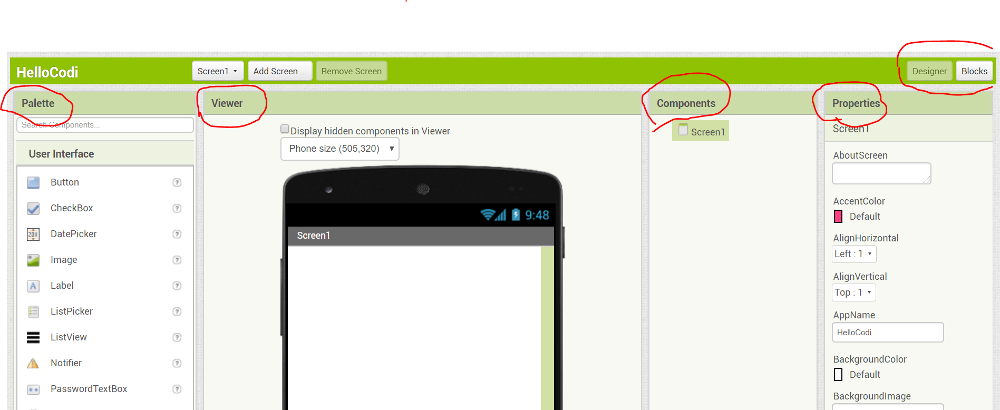 HelloCodi
Screen1
Add Screen ...
Remove Screen
Designer
Blocks
Palette
Search Components...
User Interface
Button
CheckBox
DatePicker
Image
Label
ListPicker
ListView
Notifier
PasswordTextBox
Viewer
Display hidden components in Viewer
Phone size (505,320)
9:48
Screen1
Components
Screen1
Properties
Screen1
AboutScreen
AccentColor
Default
AlignHorizontal
Left : 1
AlignVertical
Top : 1
AppName
HelloCodi
BackgroundColor
Default
BackgroundImage